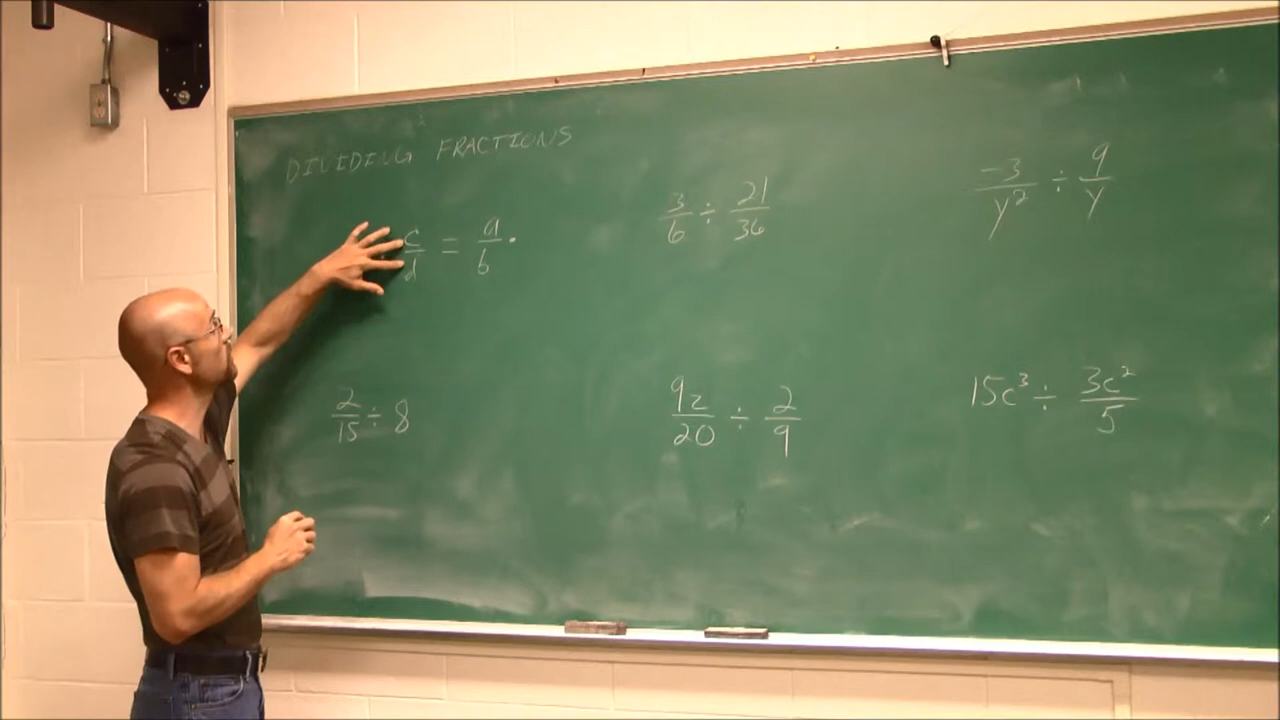 DIVIDING FRACTIONS
c/d = a/b ·
3/6 ÷ 21/36
-3/y² ÷ 9/y
2/15 ÷ 8
9z/20 ÷ 2/9
15c³ ÷ 3c²/5